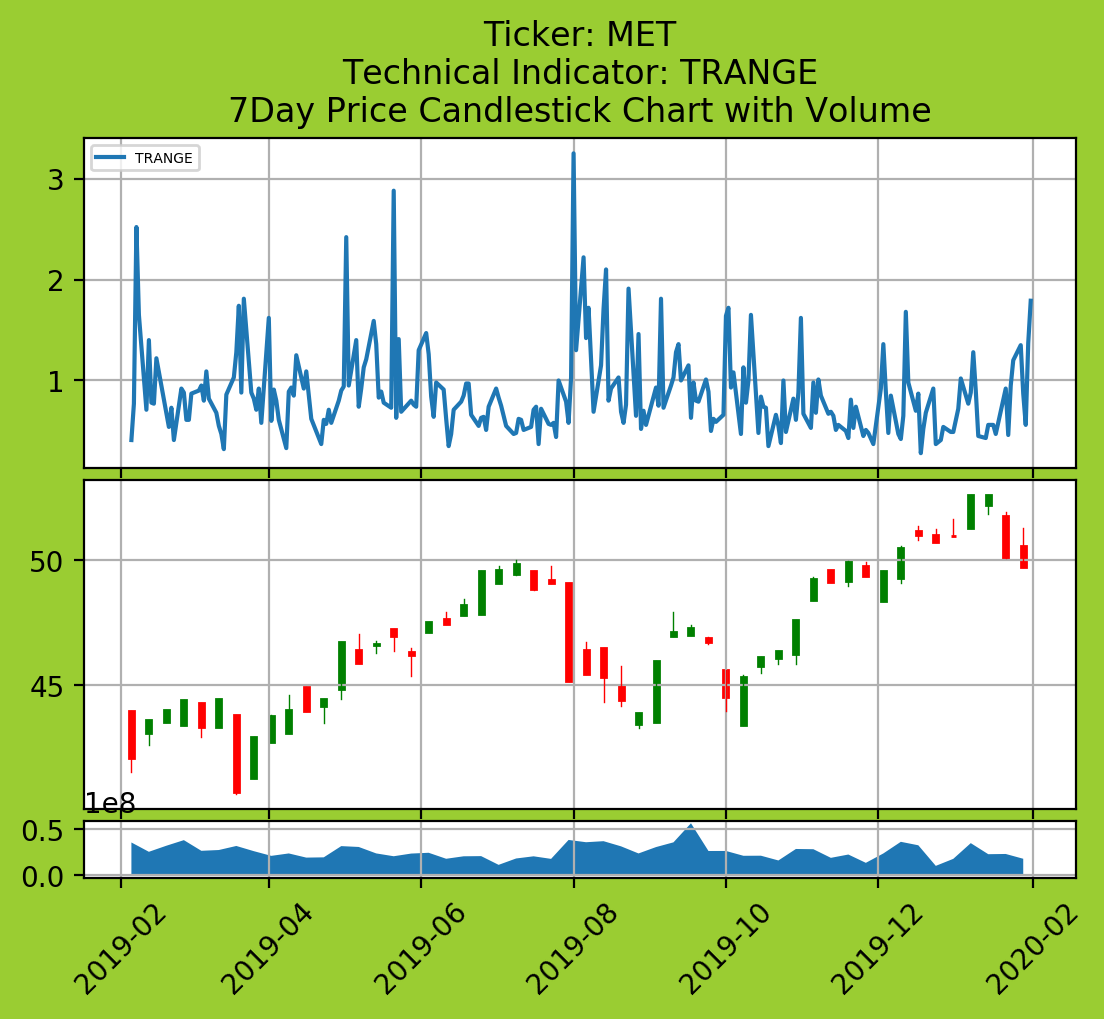 Ticker: MET
Technical Indicator: TRANGE
7Day Price Candlestick Chart with Volume
TRANGE
3
2
1
50
45
1e8
0.5
0.0
2019-02
2019-04
2019-06
2019-08
2019-10
2019-12
2020-02